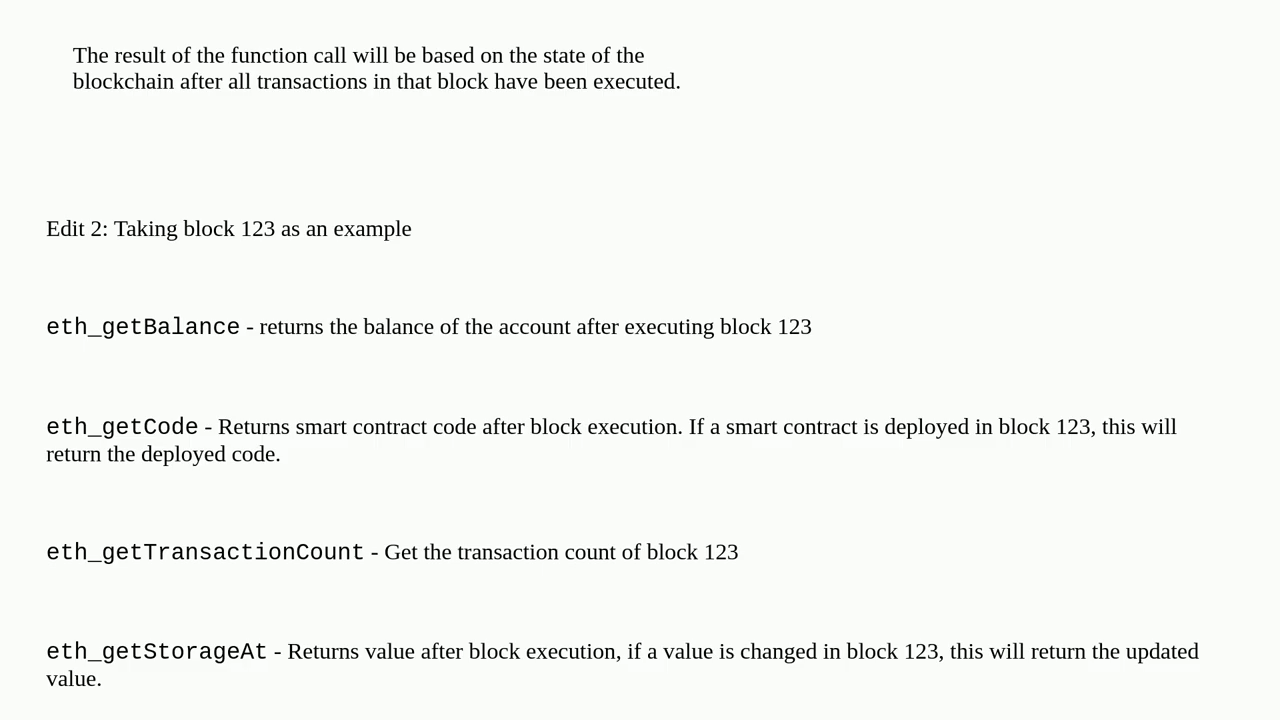 The result of the function call will be based on the state of the
blockchain after all transactions in that block have been executed.
Edit 2: Taking block 123 as an example
eth_getBalance - returns the balance of the account after executing block 123
eth_getCode - Returns smart contract code after block execution. If a smart contract is deployed in block 123, this will
return the deployed code.
eth_getTransactionCount - Get the transaction count of block 123
eth_getStorageAt - Returns value after block execution, if a value is changed in block 123, this will return the updated
value.